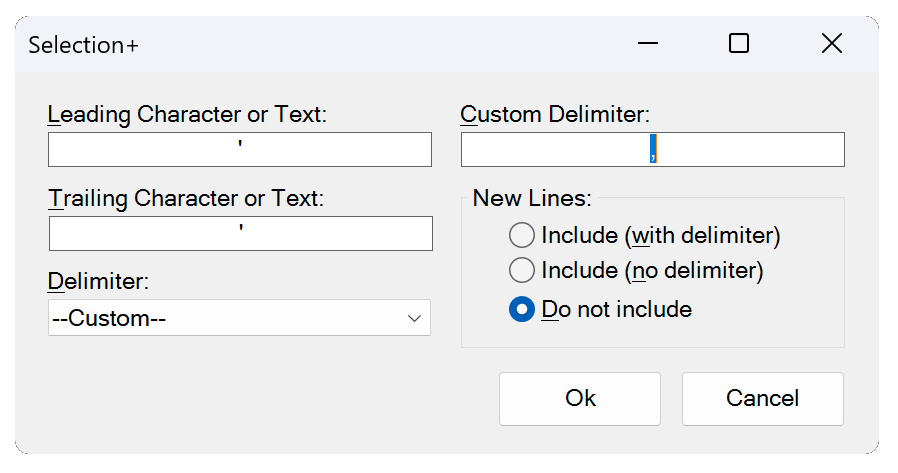 Selection+
Leading Character or Text:
'
Trailing Character or Text:
'
Delimiter:
--Custom--
Custom Delimiter:
,
New Lines:
Include (with delimiter)
Include (no delimiter)
Do not include
Ok
Cancel